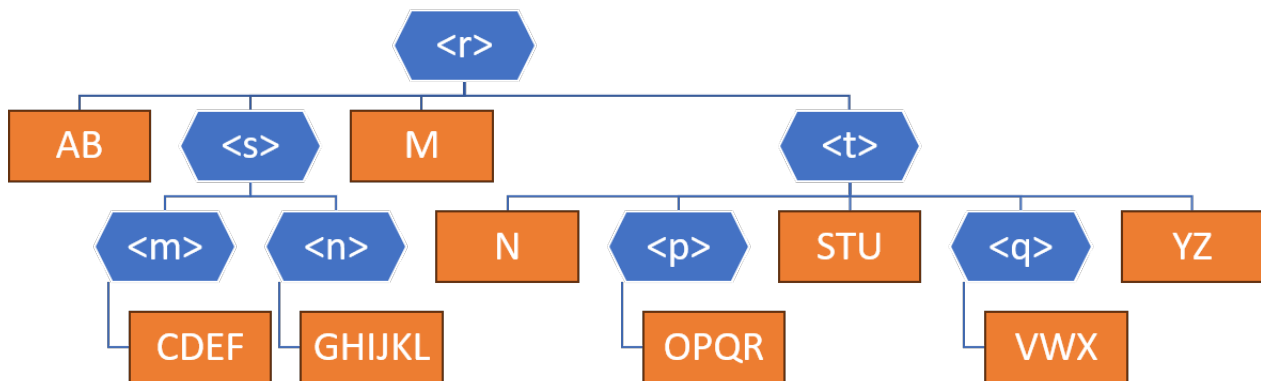 <r>
AB
<s>
M
<t>
<m>
<n>
N
<p>
STU
<q>
YZ
CDEF
GHIJKL
OPQR
VWX